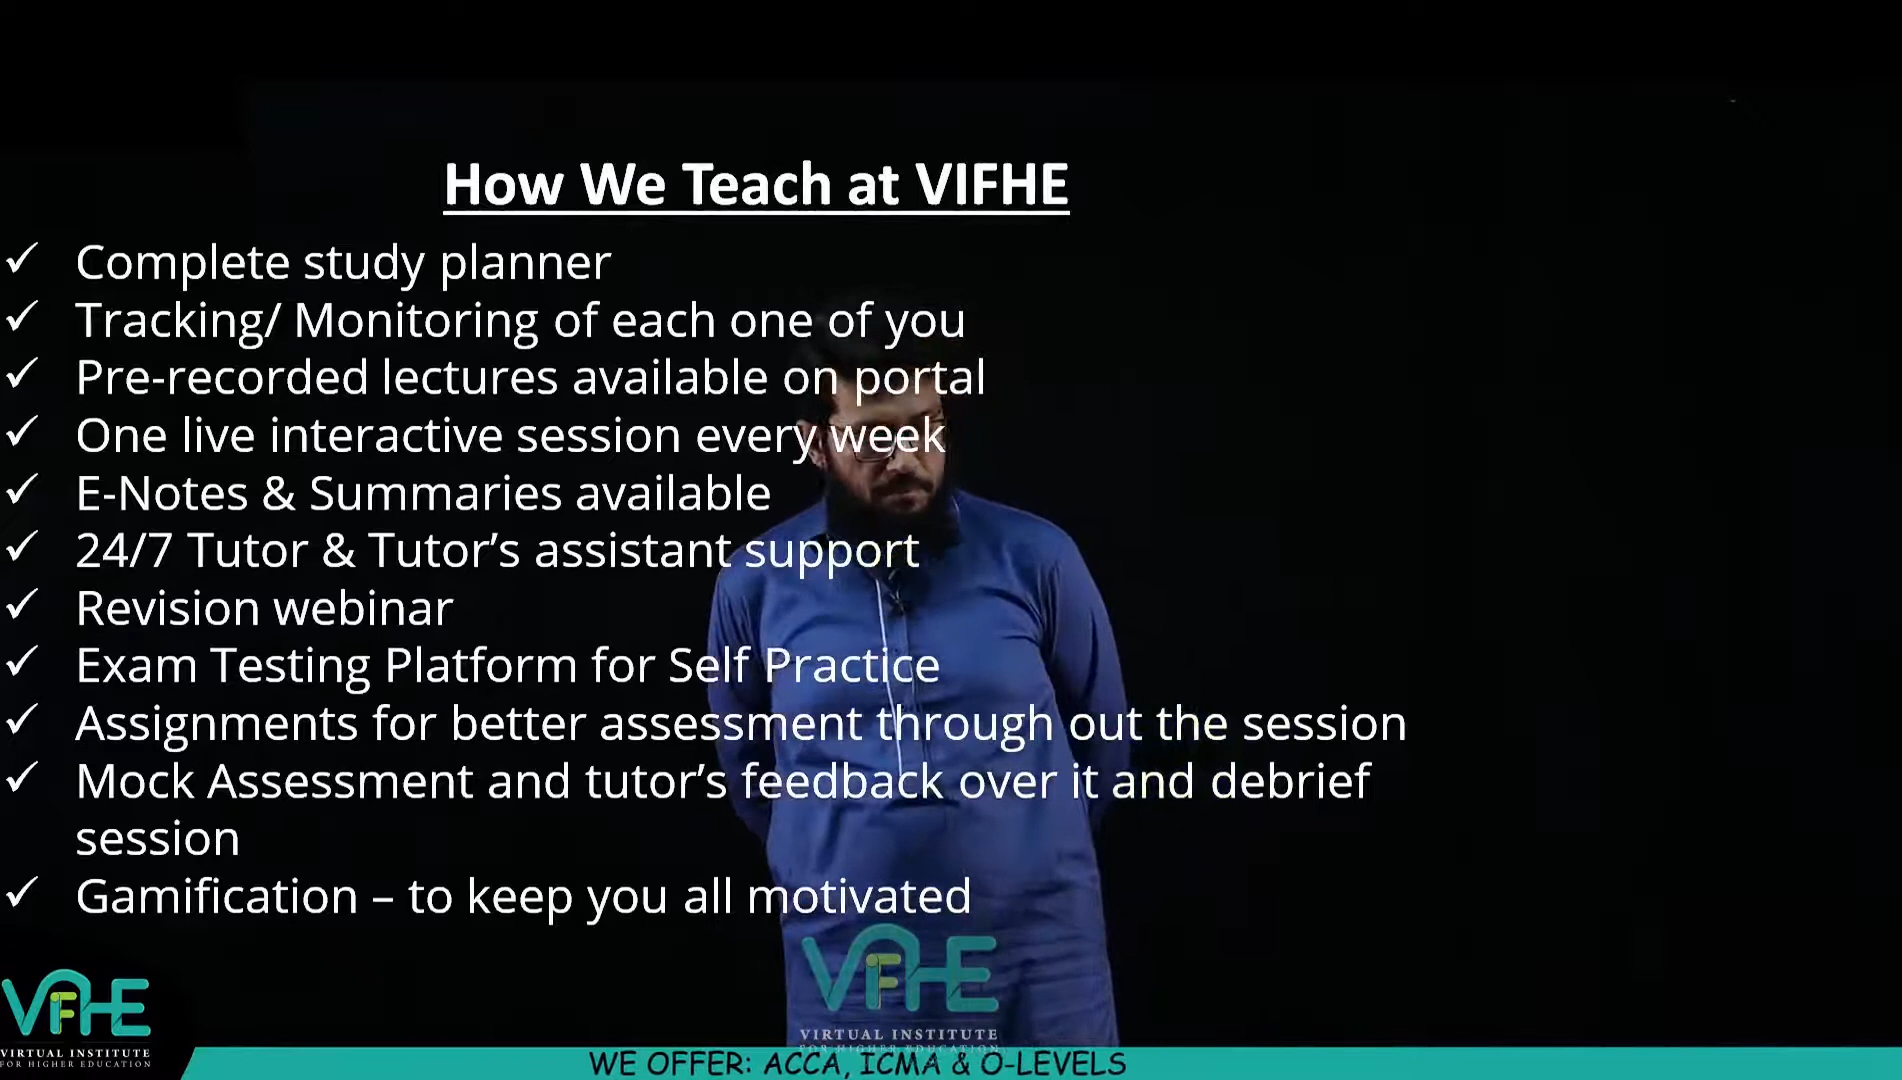 How We Teach at VIFHE
✓ Complete study planner
✓ Tracking/ Monitoring of each one of you
✓ Pre-recorded lectures available on portal
✓ One live interactive session every week
✓ E-Notes & Summaries available
✓ 24/7 Tutor & Tutor’s assistant support
✓ Revision webinar
✓ Exam Testing Platform for Self Practice
✓ Assignments for better assessment through out the session
✓ Mock Assessment and tutor’s feedback over it and debrief
session
✓ Gamification – to keep you all motivated
VIFHE
VIRTUAL INSTITUTE
FOR HIGHER EDUCATION
VIFHE
VIRTUAL INSTITUTE
FOR HIGHER EDUCATION
WE OFFER: ACCA, ICMA & O-LEVELS